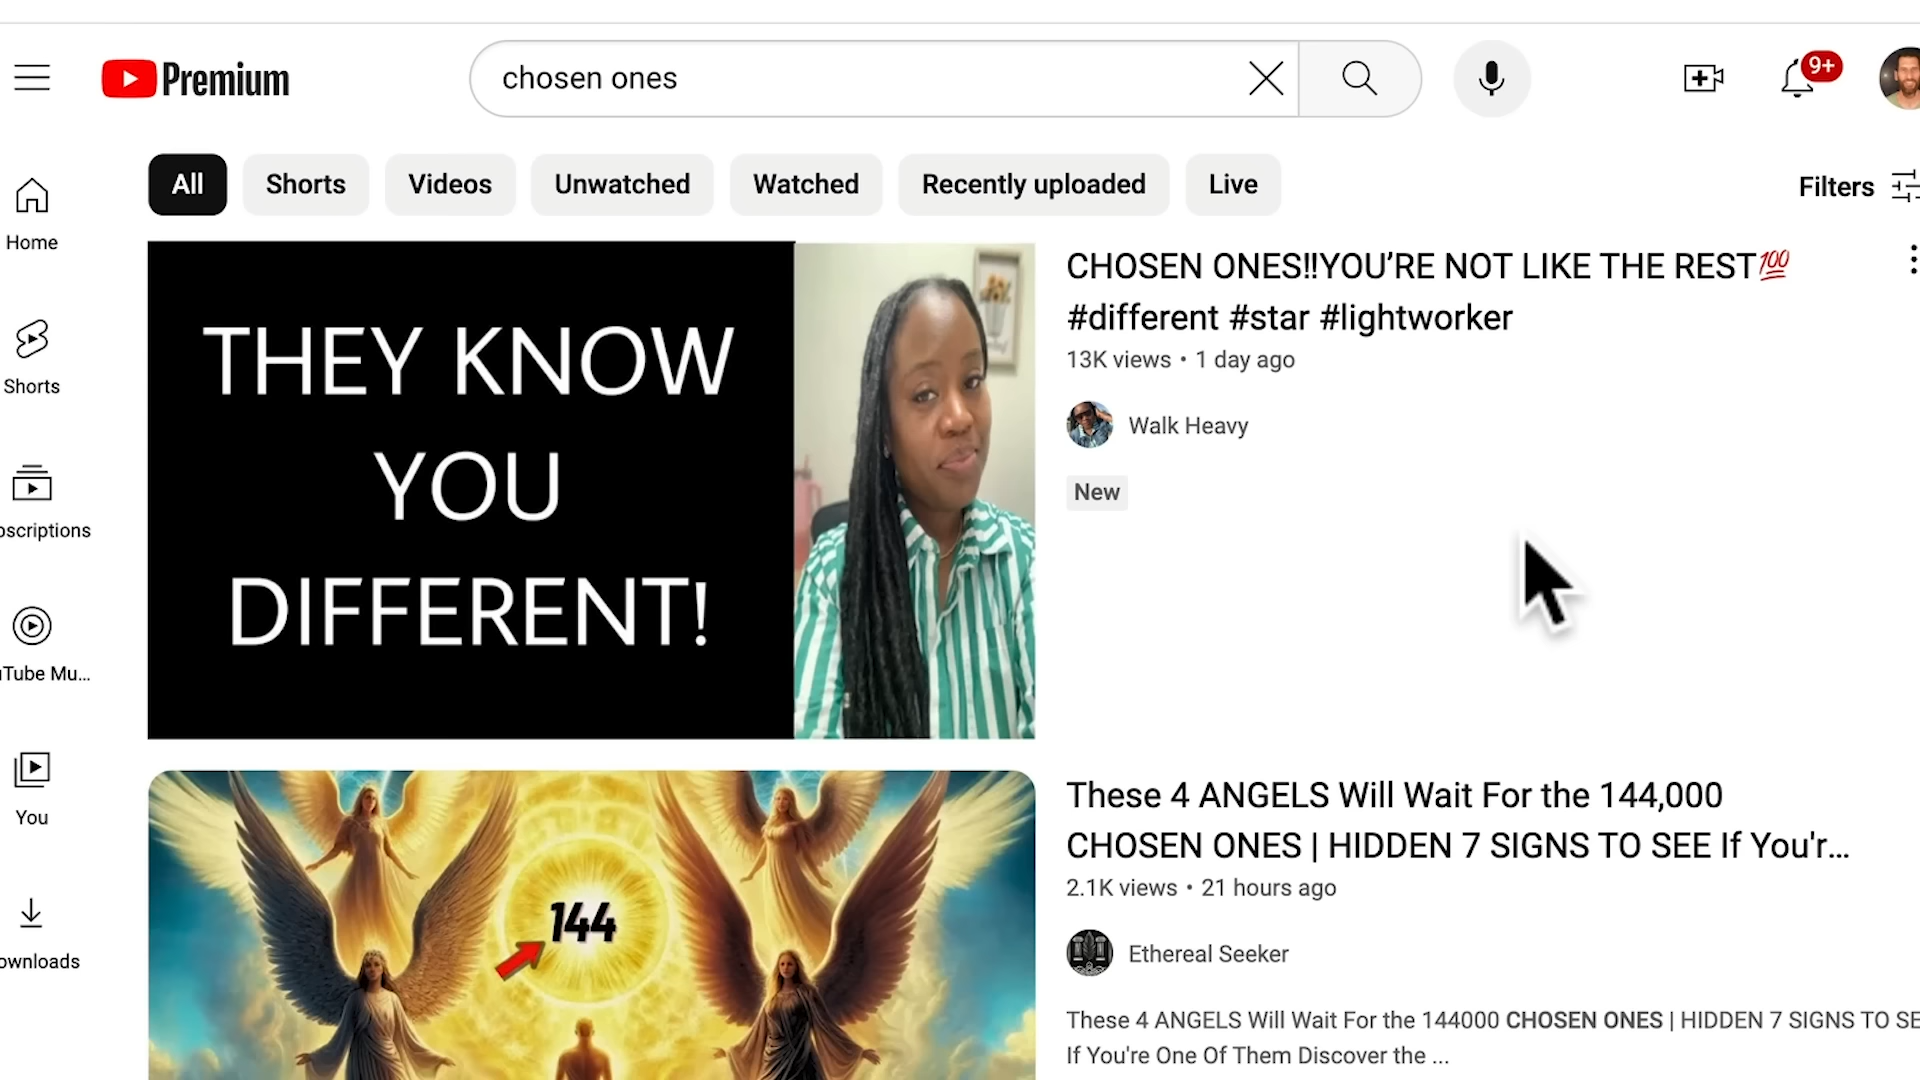 Premium
chosen ones
9+
All
Shorts
Videos
Unwatched
Watched
Recently uploaded
Live
Filters
Home
Shorts
bscriptions
uTube Mu...
You
ownloads
THEY KNOW
YOU
DIFFERENT!
CHOSEN ONES!!YOU’RE NOT LIKE THE REST💯
#different #star #lightworker
13K views • 1 day ago
Walk Heavy
New
144
These 4 ANGELS Will Wait For the 144,000
CHOSEN ONES | HIDDEN 7 SIGNS TO SEE If You'r...
2.1K views • 21 hours ago
Ethereal Seeker
These 4 ANGELS Will Wait For the 144000 CHOSEN ONES | HIDDEN 7 SIGNS TO SE
If You're One Of Them Discover the ...